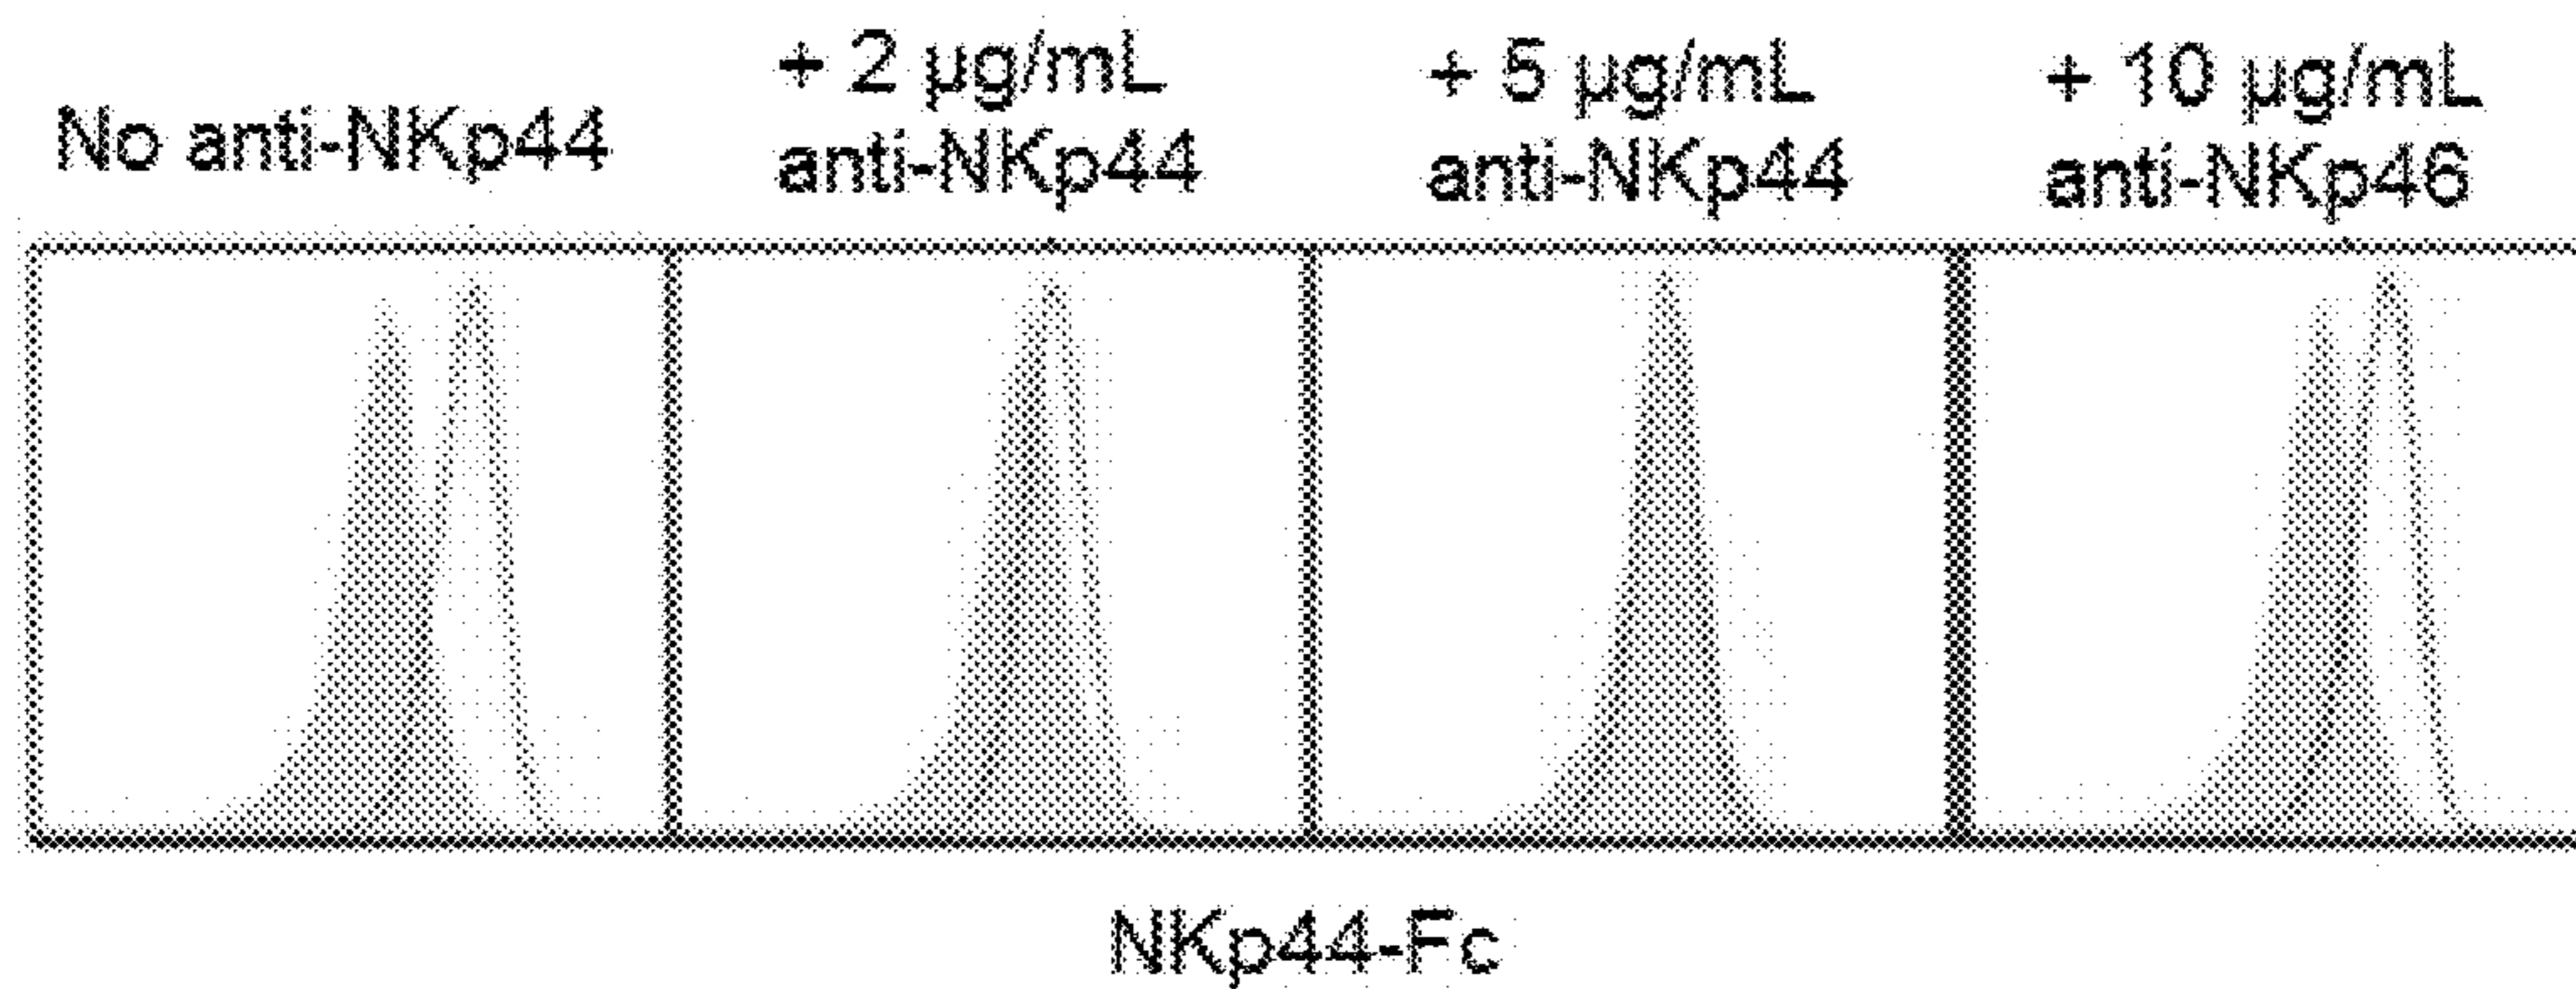 No anti-NKp44
+ 2 µg/mL
anti-NKp44
+ 5 µg/mL
anti-NKp44
+ 10 µg/mL
anti-NKp46
NKp44-Fc